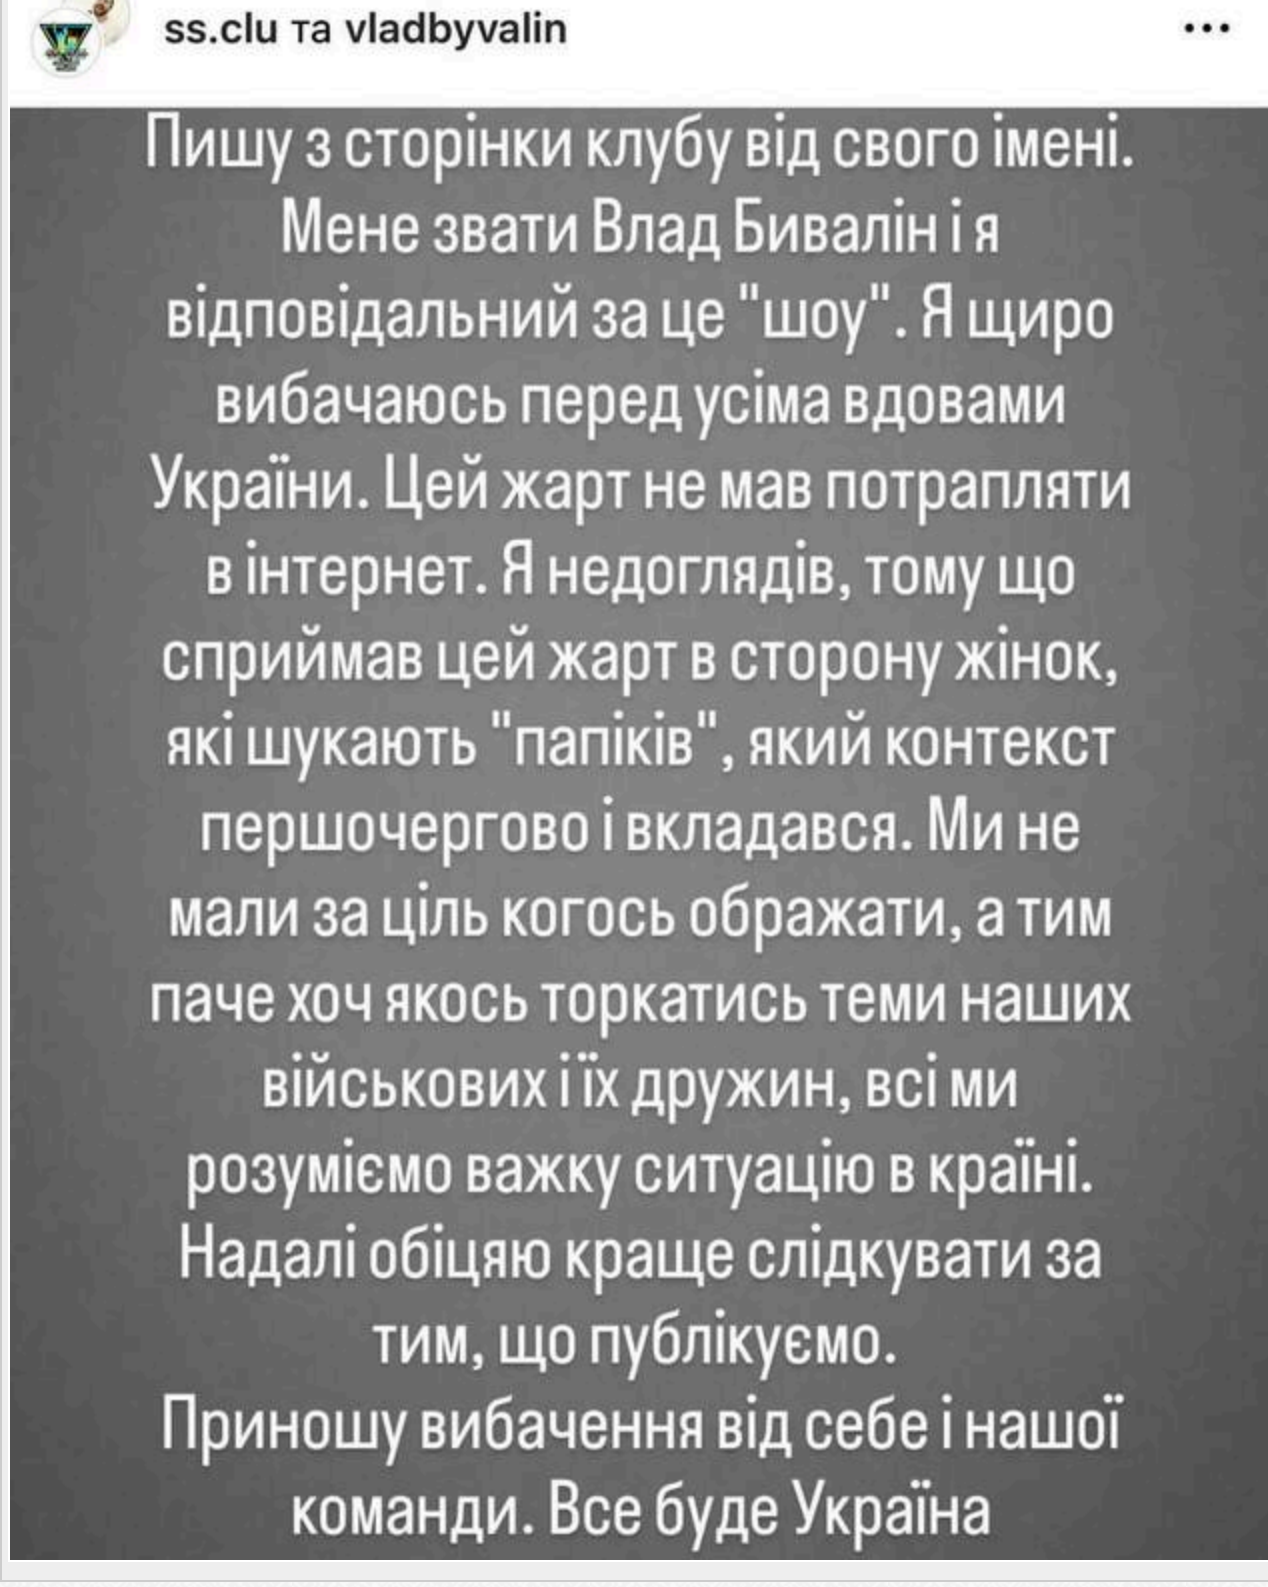 ss.clu та vladbyvalin
Пишу з сторінки клубу від свого імені.
Мене звати Влад Бивалін і я
відповідальний за це "шоу". Я щиро
вибачаюсь перед усіма вдовами
України. Цей жарт не мав потрапляти
в інтернет. Я недоглядів, тому що
сприймав цей жарт в сторону жінок,
які шукають "папіків", який контекст
першочергово і вкладався. Ми не
мали за ціль когось ображати, а тим
паче хоч якось торкатись теми наших
військових і їх дружин, всі ми
розуміємо важку ситуацію в країні.
Надалі обіцяю краще слідкувати за
тим, що публікуємо.
Приношу вибачення від себе і нашої
команди. Все буде Україна